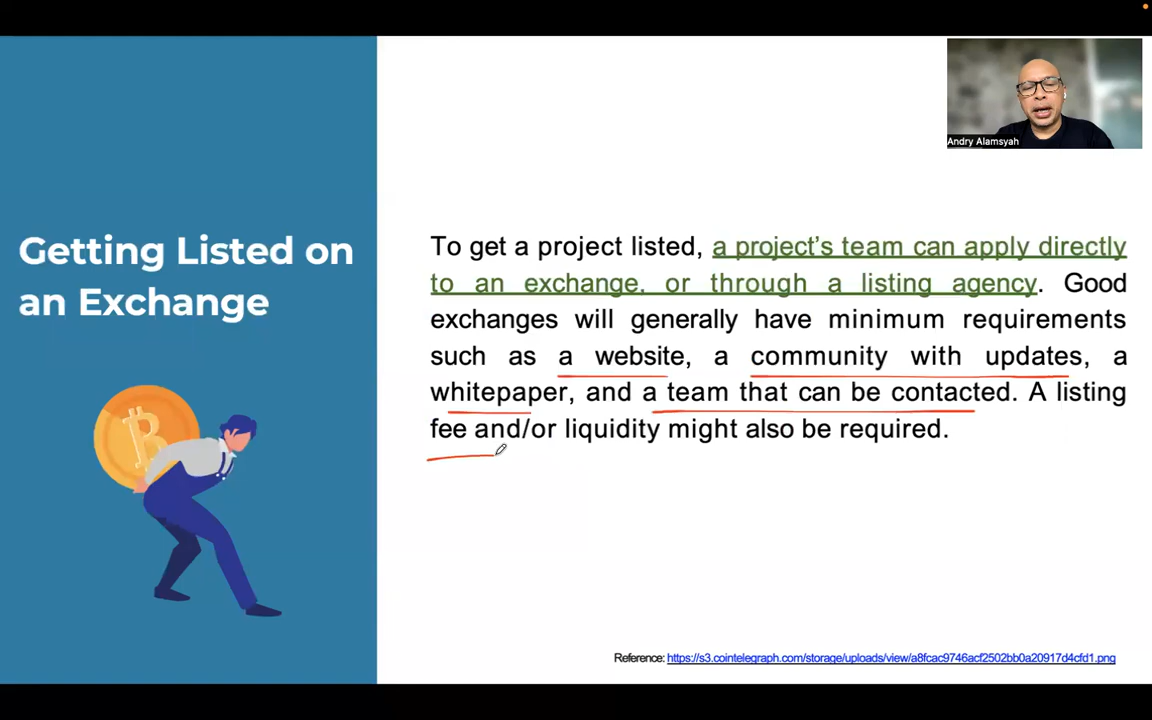 Andry Alamsyah
Getting Listed on
an Exchange
To get a project listed, a project's team can apply directly
to an exchange, or through a listing agency. Good
exchanges will generally have minimum requirements
such as a website, a community with updates, a
whitepaper, and a team that can be contacted. A listing
fee and/or liquidity might also be required.
Reference: https://s3.cointelegraph.com/storage/uploads/view/a8fcac9746acf2502bb0a20917d4cfd1.png